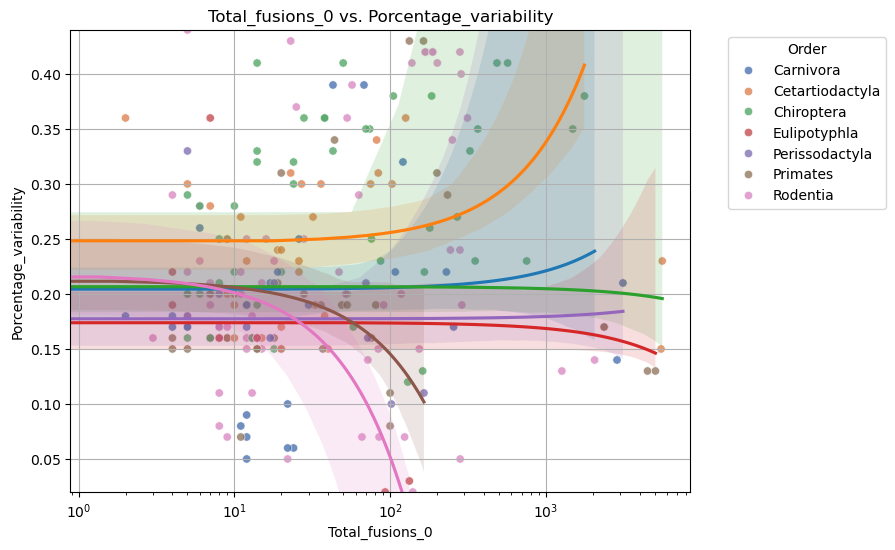 Total_fusions_0 vs. Porcentage_variability
Porcentage_variability
0.40
0.35
0.30
0.25
0.20
0.15
0.10
0.05
10⁰
10¹
10²
10³
Total_fusions_0
Order
Carnivora
Cetartiodactyla
Chiroptera
Eulipotyphla
Perissodactyla
Primates
Rodentia